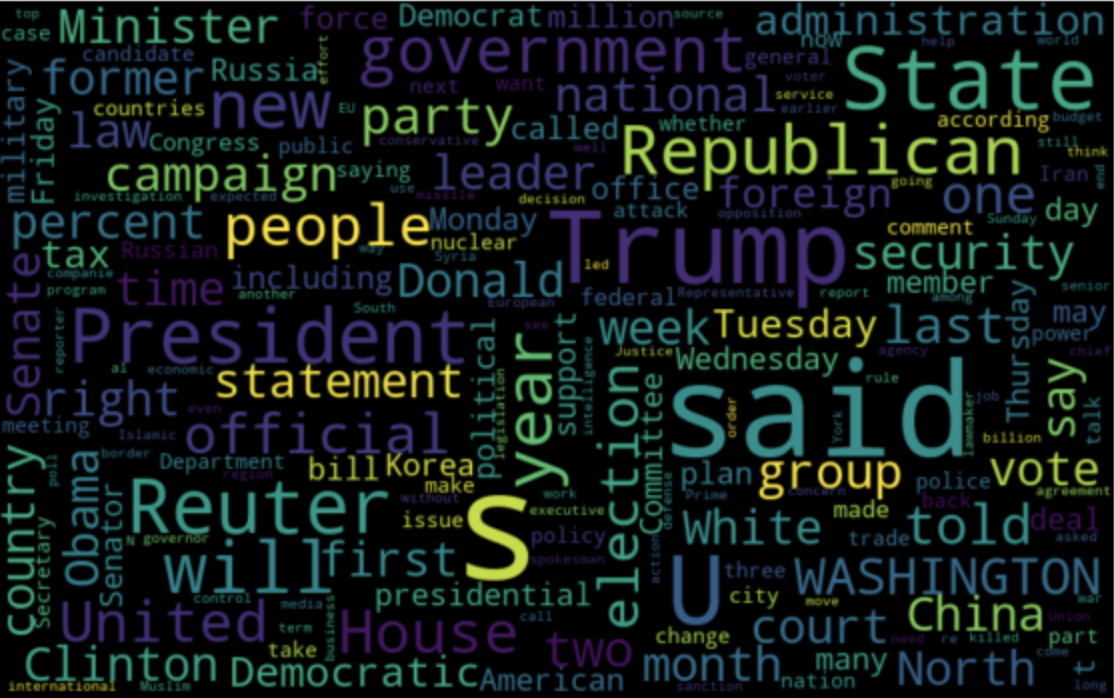 top
case
Minister
force
Democrat
million
source
administration
candidate
effort
government
now
help
world
former
Russia
general
State
military
Friday
countries
new
EU
next
want
national
voter
service
earlier
party
called
whether
according
budget
law
Congress
public
conservative
well
Republican
still
think
campaign
saying
leader
office
foreign
going
one
Iran
end
investigation
expected
use
missile
decision
attack
opposition
Sunday
day
percent
people
Monday
nuclear
Trump
comment
security
tax
Russian
way
Syria
led
member
companie
program
time
including
another
Donald
European
federal
Representative
report
among
senior
Senate
South
President
reporter
political
see
year
support
intelligence
week
Tuesday
last
Thursday
may
power
al
economic
statement
Justice
Wednesday
agency
chief
right
even
legislation
election
Committee
said
rule
say
meeting
Islamic
official
order
York
lawmaker
job
billion
talk
country
poll
border
Department
region
bill
Korea
make
plan
group
police
vote
obama
Senator
Reuter
without
issue
S
work
executive
defense
Prime
concern
made
back
agreement
Secretary
N
governor
will
first
policy
spokesman
White
trade
told
deal
asked
control
presidential
action
U
three
WASHINGTON
United
media
term
business
House
call
city
move
China
war
Union
take
two
change
court
need
re
killed
part
Clinton
Democratic
American
month
many
nation
North
come
t
international
Muslim
sanction
long